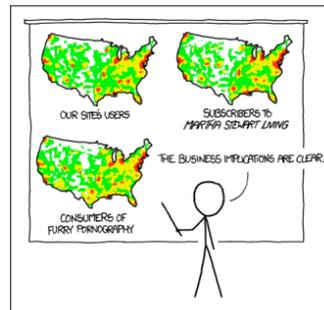 OUR SITE'S USERS
SUBSCRIBERS TO
MARTHA STEWART LIVING
THE BUSINESS IMPLICATIONS ARE CLEAR.
CONSUMERS OF
FURRY PORNOGRAPHY